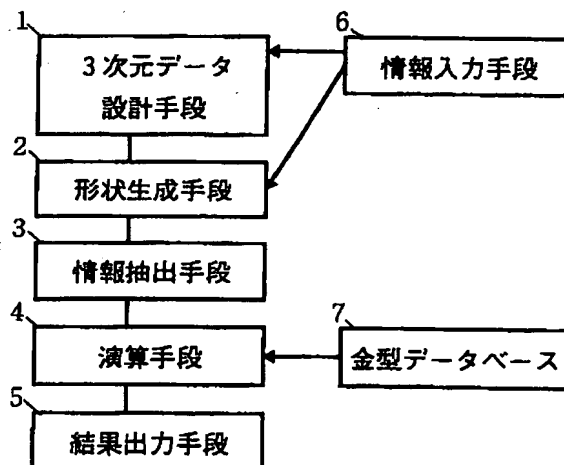 1
3次元データ
設計手段
6
情報入力手段
2
形状生成手段
3
情報抽出手段
4
演算手段
7
金型データベース
5
結果出力手段